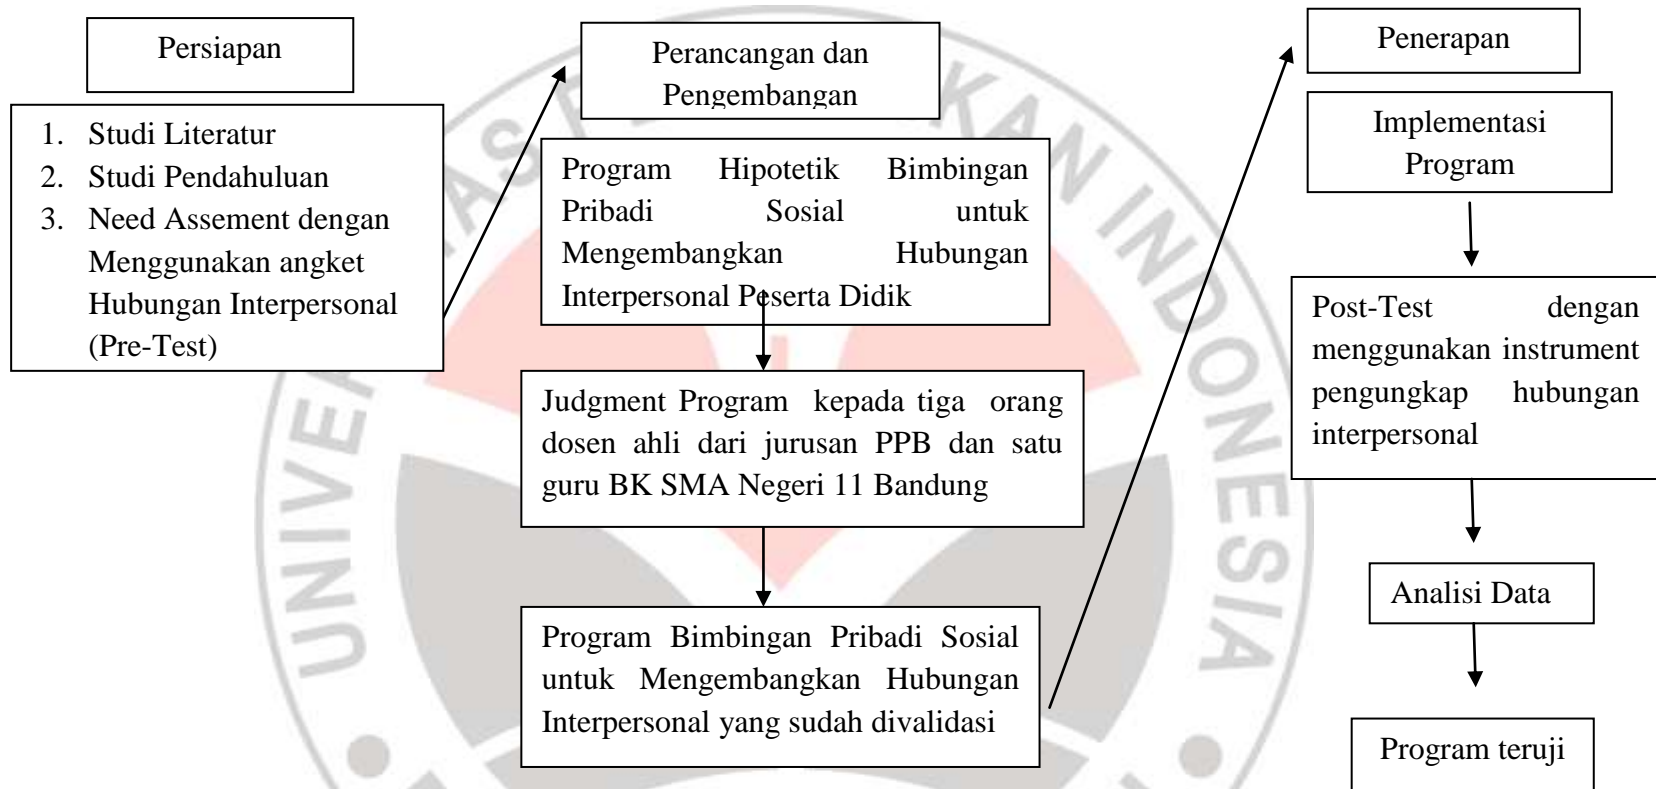 Persiapan
1. Studi Literatur
2. Studi Pendahuluan
3. Need Assement dengan
Menggunakan angket
Hubungan Interpersonal
(Pre-Test)
Perancangan dan
Pengembangan
Program Hipotetik Bimbingan
Pribadi Sosial untuk
Mengembangkan Hubungan
Interpersonal Peserta Didik
Judgment Program kepada tiga orang
dosen ahli dari jurusan PPB dan satu
guru BK SMA Negeri 11 Bandung
Program Bimbingan Pribadi Sosial
untuk Mengembangkan Hubungan
Interpersonal yang sudah divalidasi
Penerapan
Implementasi
Program
Post-Test dengan
menggunakan instrument
pengungkap hubungan
interpersonal
Analisi Data
Program teruji
INDONESIA